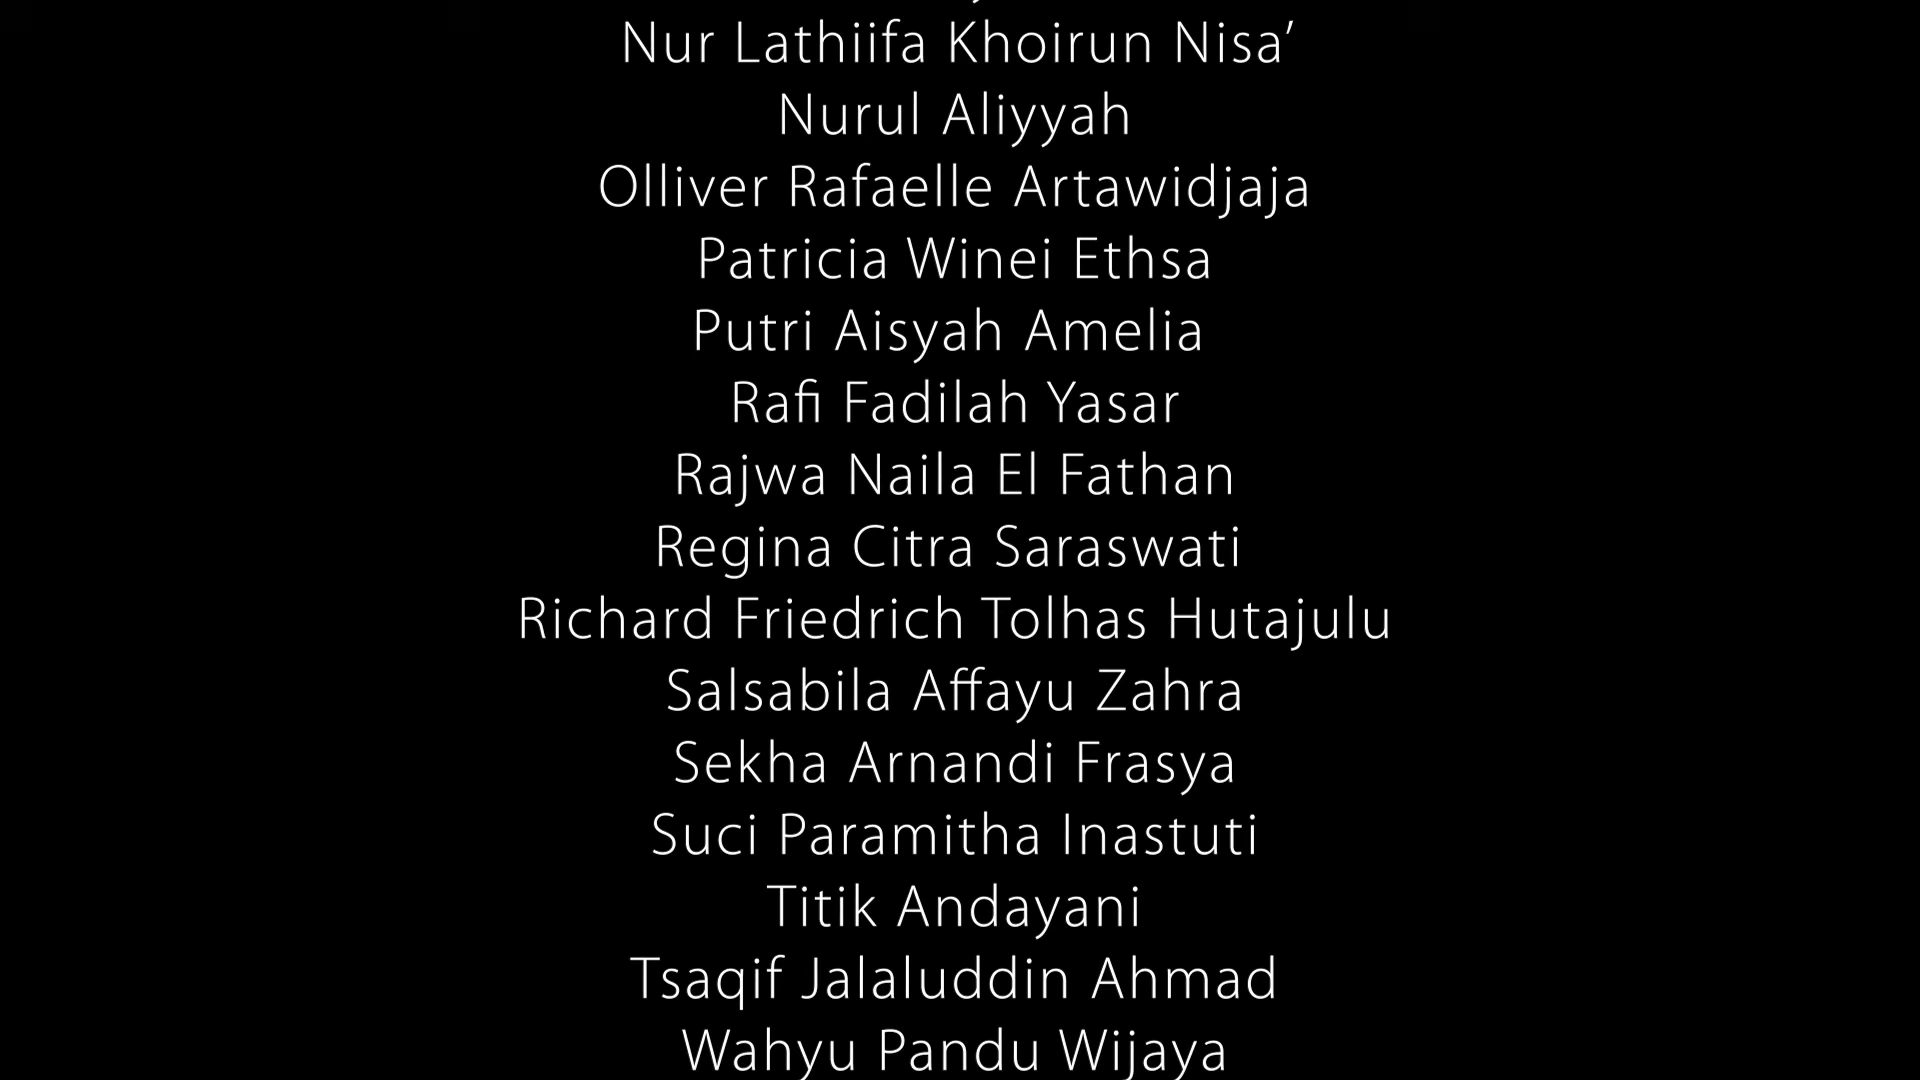 Nur Lathiifa Khoirun Nisa’
Nurul Aliyyah
Olliver Rafaelle Artawidjaja
Patricia Winei Ethsa
Putri Aisyah Amelia
Rafi Fadilah Yasar
Rajwa Naila El Fathan
Regina Citra Saraswati
Richard Friedrich Tolhas Hutajulu
Salsabila Affayu Zahra
Sekha Arnandi Frasya
Suci Paramitha Inastuti
Titik Andayani
Tsaqif Jalaluddin Ahmad
Wahyu Pandu Wijaya